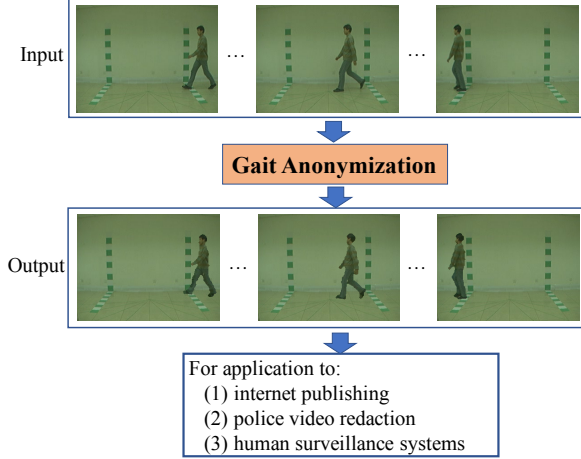 Input
...
...
Gait Anonymization
Output
...
...
For application to:
(1) internet publishing
(2) police video redaction
(3) human surveillance systems